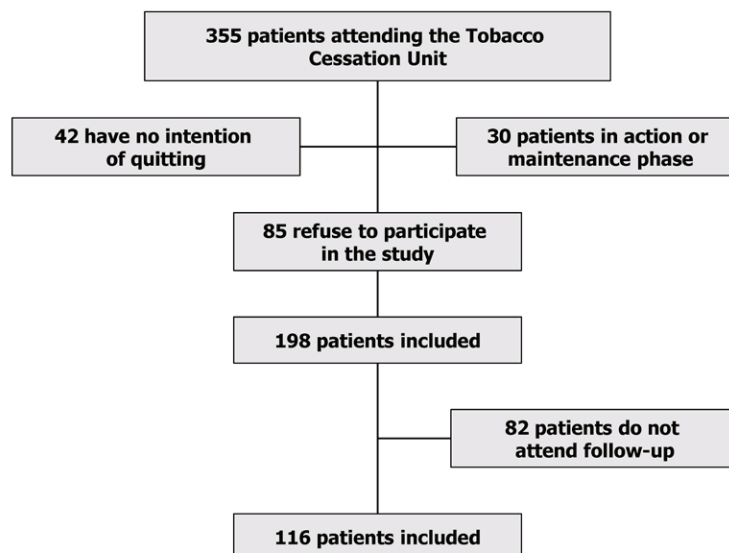 355 patients attending the Tobacco
Cessation Unit
42 have no intention
of quitting
30 patients in action or
maintenance phase
85 refuse to participate
in the study
198 patients included
82 patients do not
attend follow-up
116 patients included